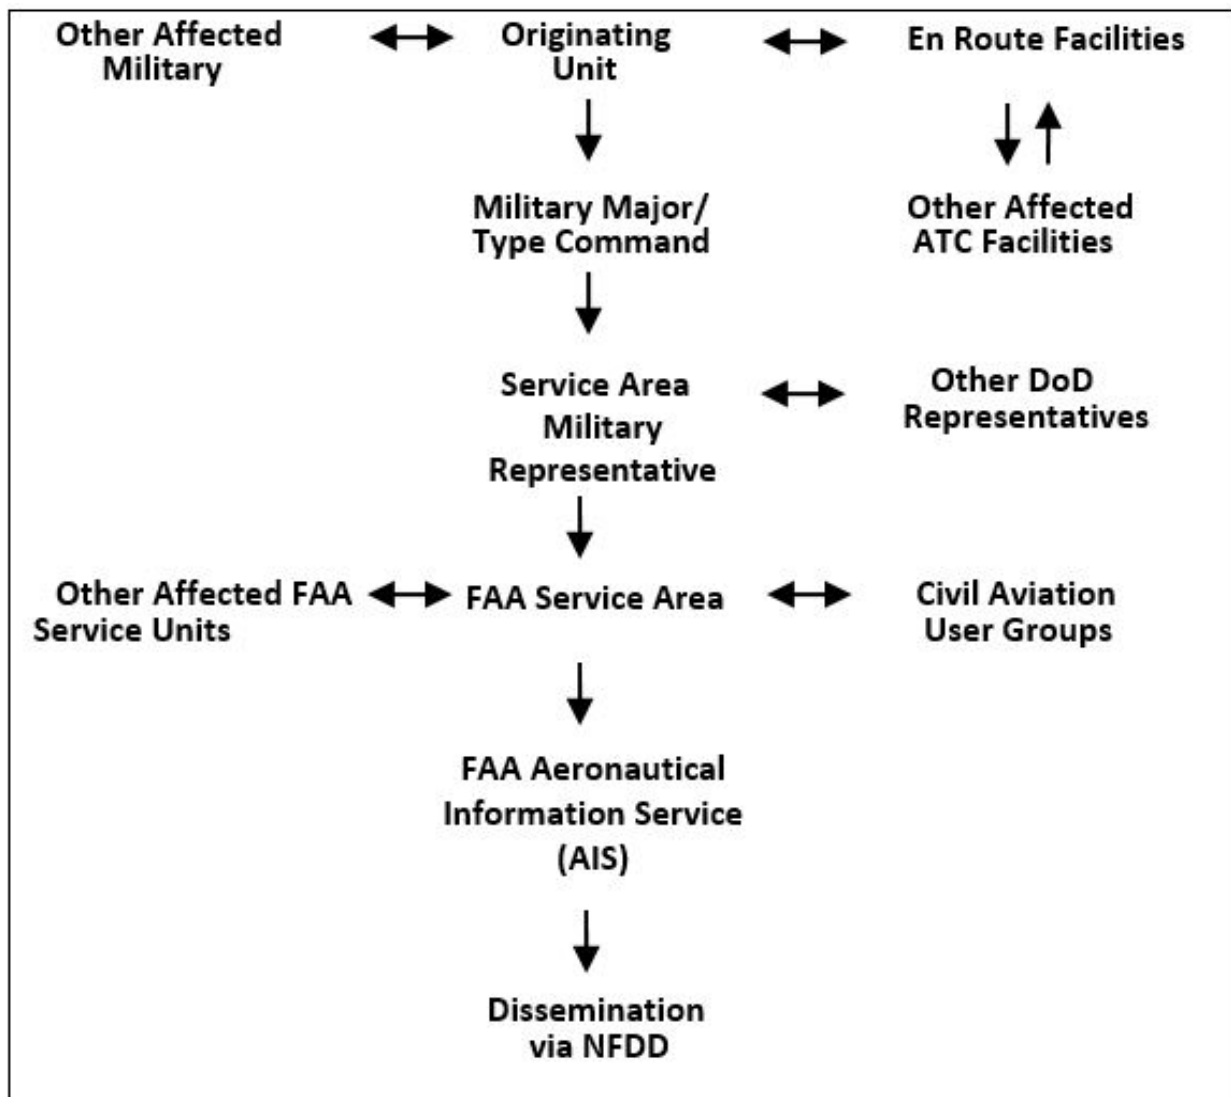 Other Affected
Military
Originating
Unit
En Route Facilities
Military Major/
Type Command
Other Affected
ATC Facilities
Service Area
Military
Representative
Other DoD
Representatives
Other Affected FAA
Service Units
FAA Service Area
Civil Aviation
User Groups
FAA Aeronautical
Information Service
(AIS)
Dissemination
via NFDD